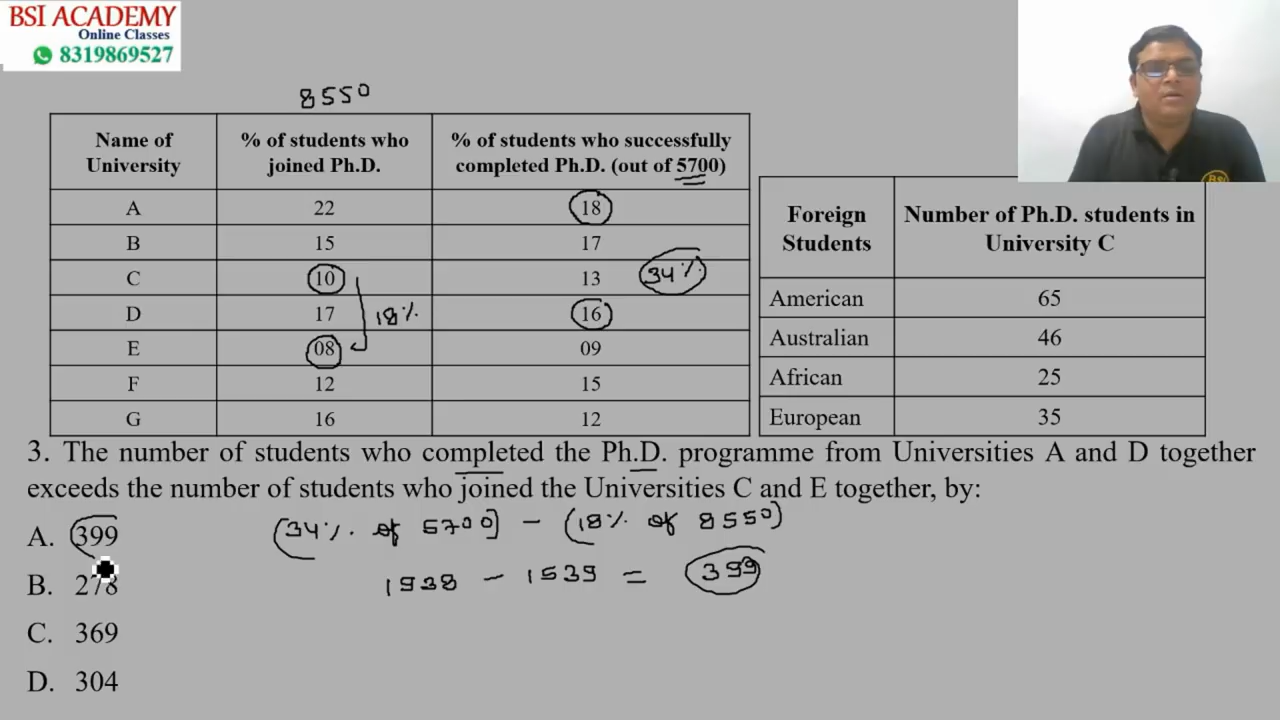 BSI ACADEMY
Online Classes
8319869527
8550
Name of University | % of students who joined Ph.D. | % of students who successfully completed Ph.D. (out of 5700)
A | 22 | 18
B | 15 | 17
C | 10 | 13
34%
D | 17 | 16
18%
E | 08 | 09
F | 12 | 15
G | 16 | 12
BSI
Foreign Students | Number of Ph.D. students in University C
American | 65
Australian | 46
African | 25
European | 35
3. The number of students who completed the Ph.D. programme from Universities A and D together
exceeds the number of students who joined the Universities C and E together, by:
(34% of 5700) - (18% of 8550)
1938 - 1539 = 399
A. 399
B. 278
C. 369
D. 304